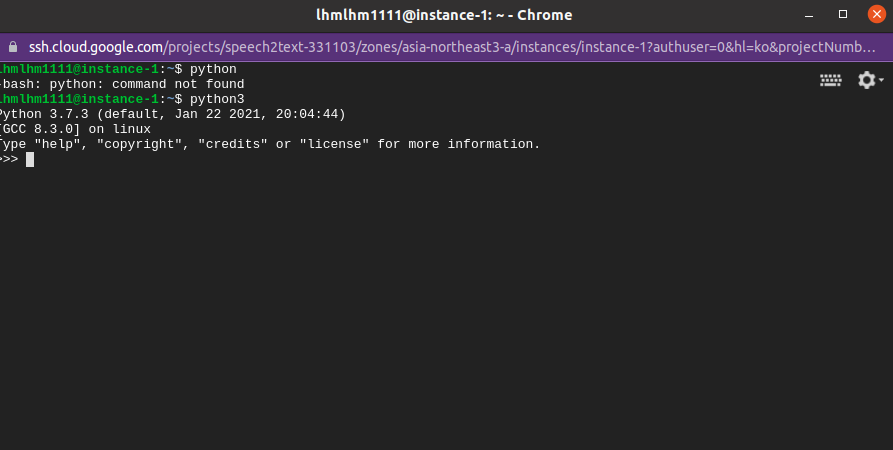 lhmlhm1111@instance-1: ~ - Chrome
ssh.cloud.google.com/projects/speech2text-331103/zones/asia-northeast3-a/instances/instance-1?authuser=0&hl=ko&projectNumb...
lhmlhm1111@instance-1:~$ python
-bash: python: command not found
lhmlhm1111@instance-1:~$ python3
Python 3.7.3 (default, Jan 22 2021, 20:04:44)
[GCC 8.3.0] on linux
Type "help", "copyright", "credits" or "license" for more information.
>>>